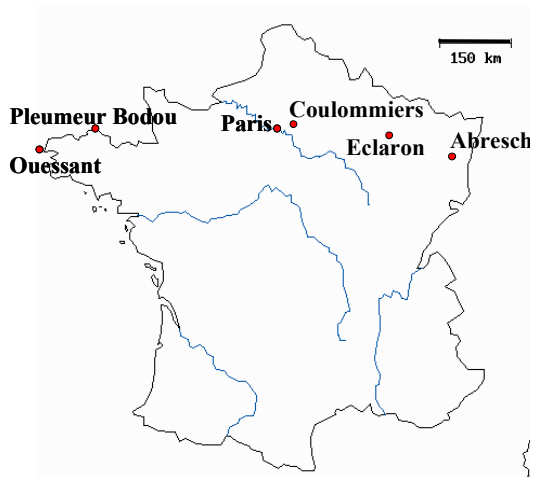 150 km
Coulommiers
Pleumeur Bodou
Paris
Abresch
Eclaron
Ouessant